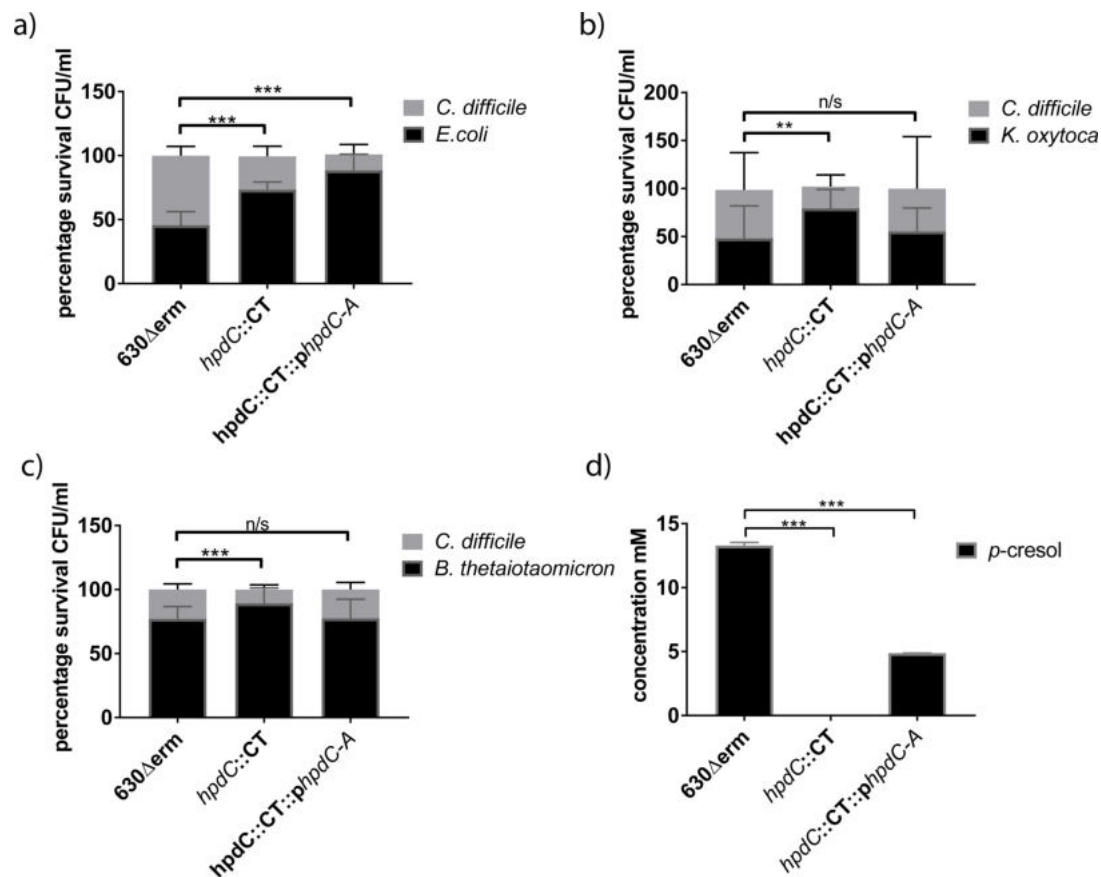 a)
percentage survival CFU/ml
150
100
50
0
***
***
C. difficile
E.coli
630Δerm
hpdC::CT
hpdC::CT::phpdC-A
b)
percentage survival CFU/ml
200
150
100
50
0
n/s
**
C. difficile
K. oxytoca
630Δerm
hpdC::CT
hpdC::CT::phpdC-A
c)
percentage survival CFU/ml
150
100
50
0
n/s
***
C. difficile
B. thetaiotaomicron
630Δerm
hpdC::CT
hpdC::CT::phpdC-A
d)
concentration mM
15
10
5
0
***
***
p-cresol
630Δerm
hpdC::CT
hpdC::CT::phpdC-A